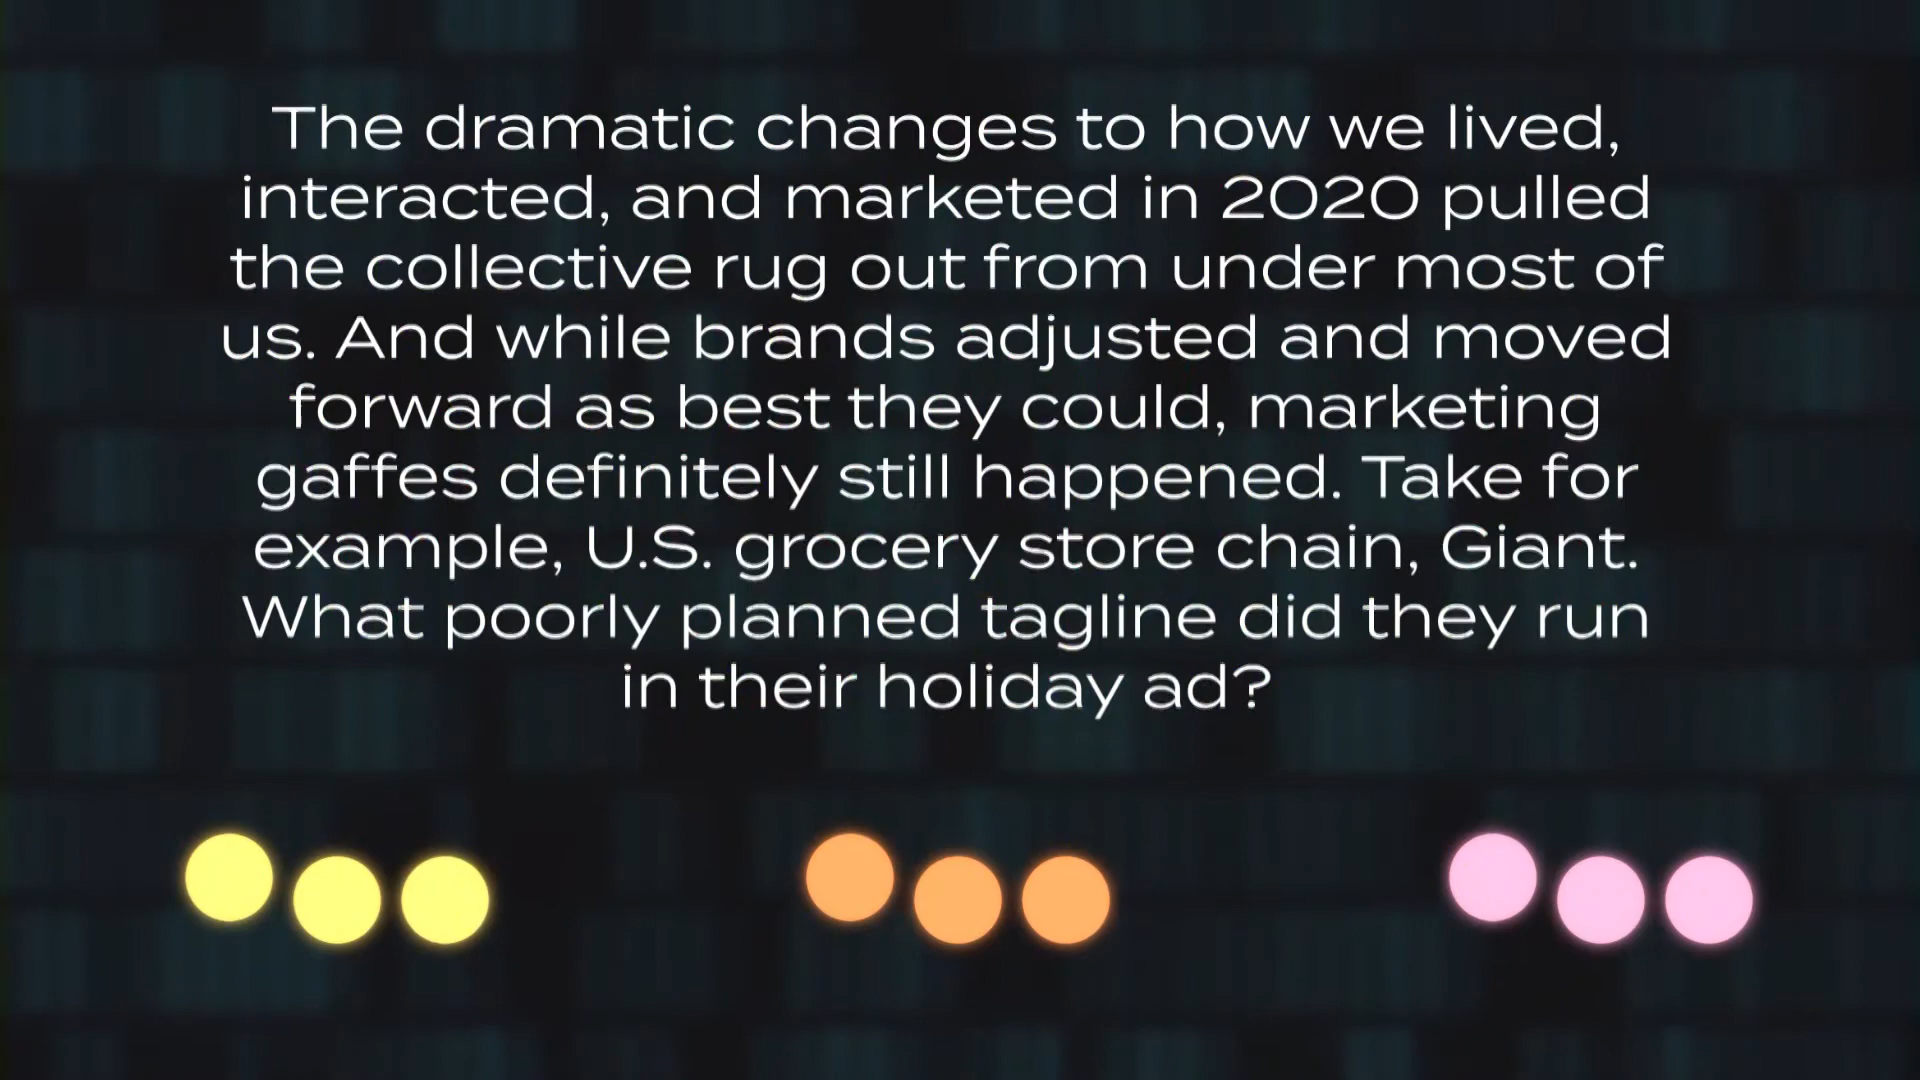 The dramatic changes to how we lived,
interacted, and marketed in 2020 pulled
the collective rug out from under most of
us. And while brands adjusted and moved
forward as best they could, marketing
gaffes definitely still happened. Take for
example, U.S. grocery store chain, Giant.
What poorly planned tagline did they run
in their holiday ad?